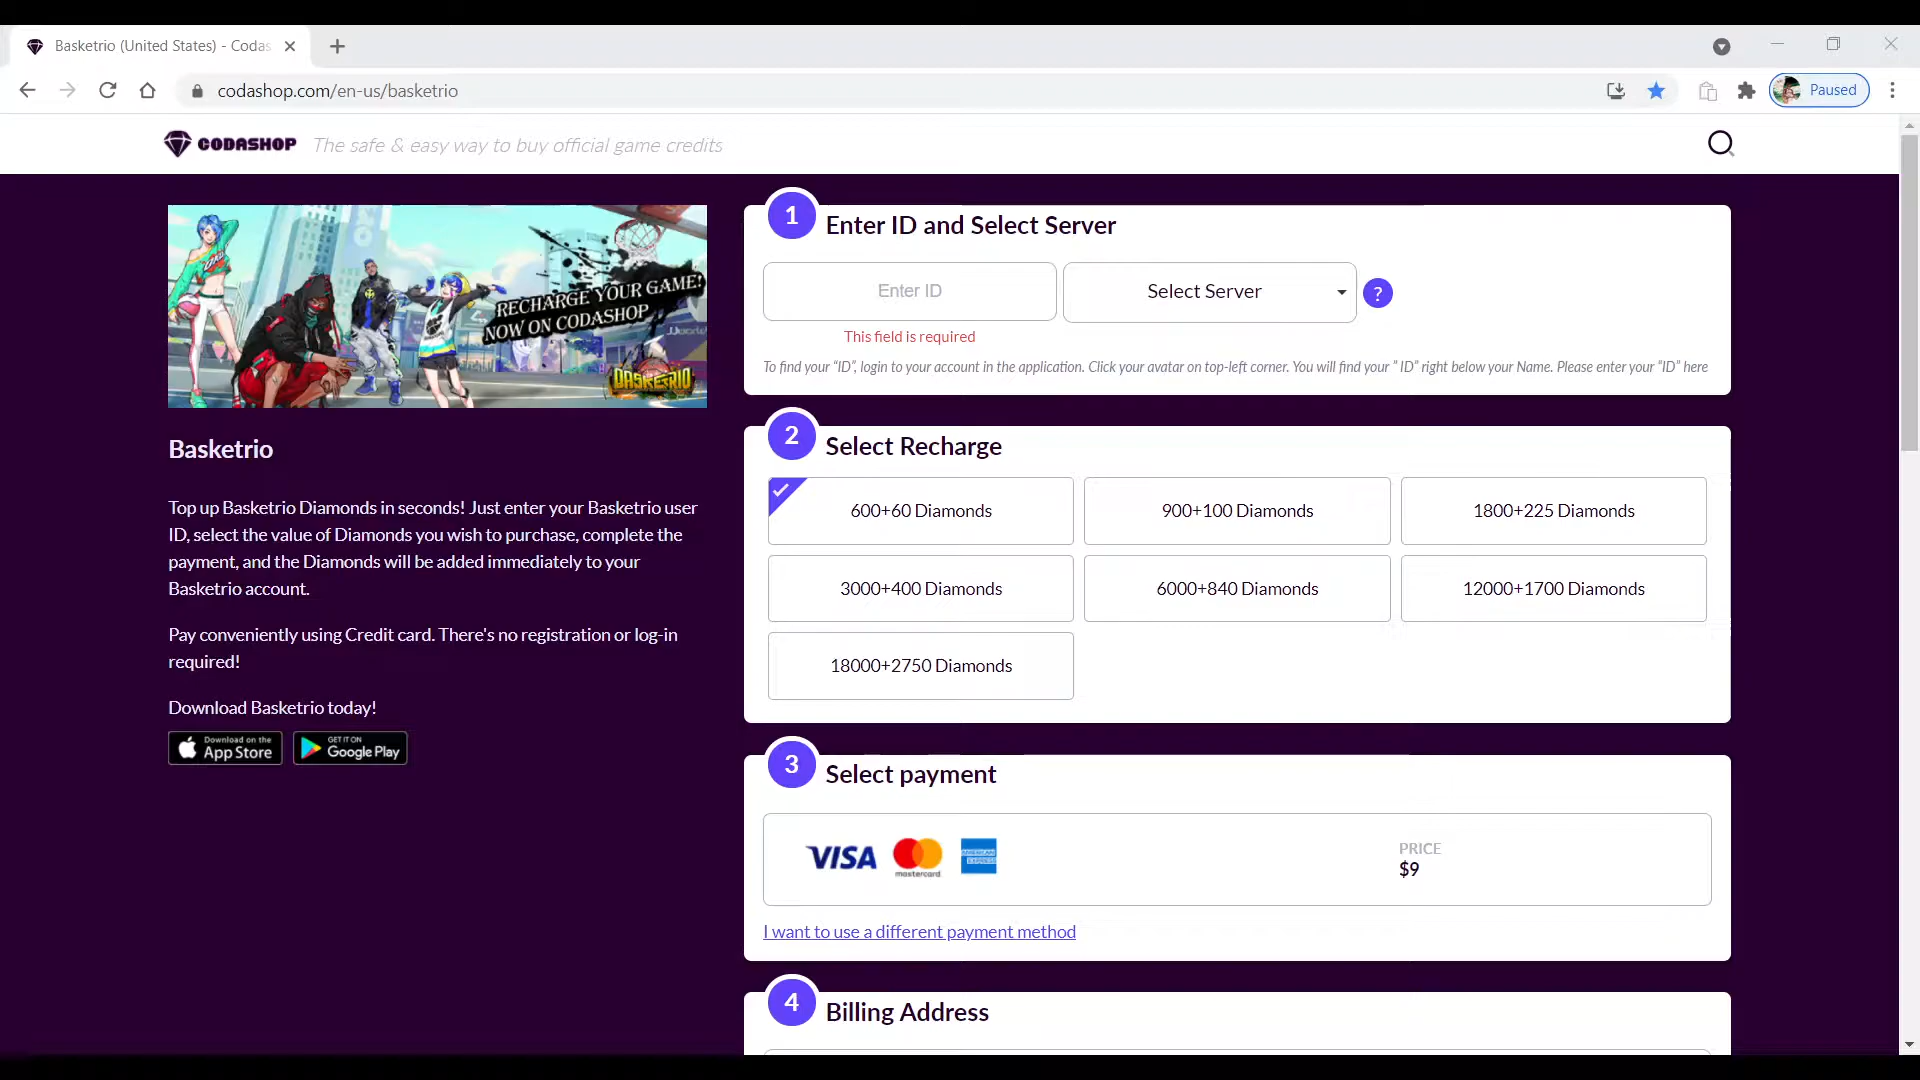 Basketrio (United States) - Codas
codashop.com/en-us/basketrio
Paused
CODASHOP
The safe & easy way to buy official game credits
RECHARGE YOUR GAME!
NOW ON CODASHOP
BASKETRIO
Basketrio
Top up Basketrio Diamonds in seconds! Just enter your Basketrio user
ID, select the value of Diamonds you wish to purchase, complete the
payment, and the Diamonds will be added immediately to your
Basketrio account.
Pay conveniently using Credit card. There's no registration or log-in
required!
Download Basketrio today!
Download on the
App Store
GET IT ON
Google Play
1
Enter ID and Select Server
Enter ID
Select Server
?
This field is required
To find your “ID”, login to your account in the application. Click your avatar on top-left corner. You will find your “ ID” right below your Name. Please enter your “ID” here
2
Select Recharge
600+60 Diamonds
900+100 Diamonds
1800+225 Diamonds
3000+400 Diamonds
6000+840 Diamonds
12000+1700 Diamonds
18000+2750 Diamonds
3
Select payment
VISA
mastercard
AMERICAN
EXPRESS
PRICE
$9
I want to use a different payment method
4
Billing Address